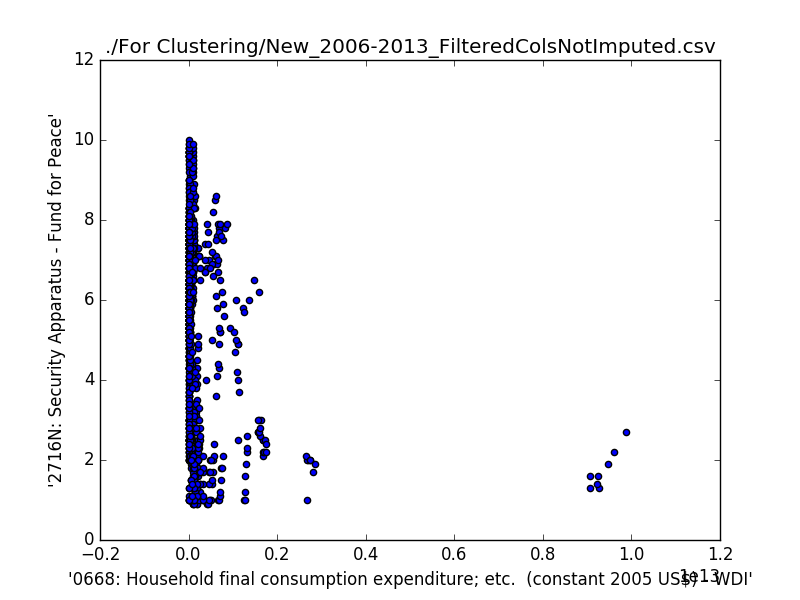 ./For Clustering/New_2006-2013_FilteredColsNotImputed.csv
12
10
8
6
4
2
0
'2716N: Security Apparatus - Fund for Peace'
−0.2 0.0 0.2 0.4 0.6 0.8 1.0 1.2
1e13
'0668: Household final consumption expenditure; etc.  (constant 2005 US$) - WDI'